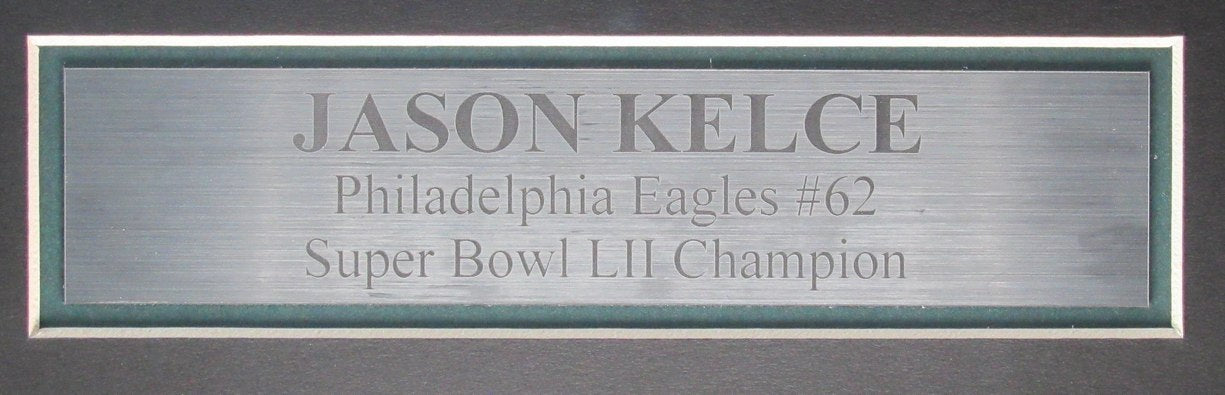 JASON KELCE
Philadelphia Eagles #62
Super Bowl LII Champion